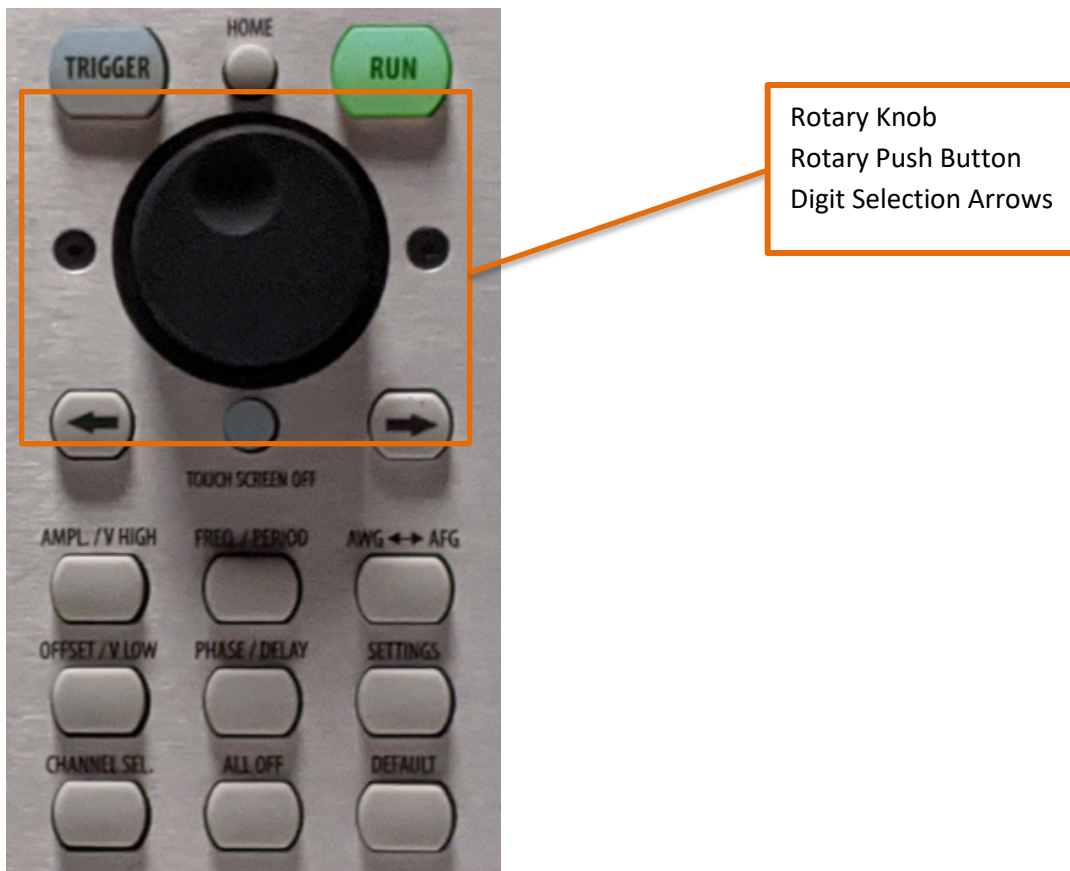 HOME
TRIGGER
RUN
Rotary Knob
Rotary Push Button
Digit Selection Arrows
TOUCH SCREEN OFF
AMPL. / V HIGH
FREQ. / PERIOD
AWG ↔ AFG
OFFSET / V LOW
PHASE / DELAY
SETTINGS
CHANNEL SEL.
ALL OFF
DEFAULT